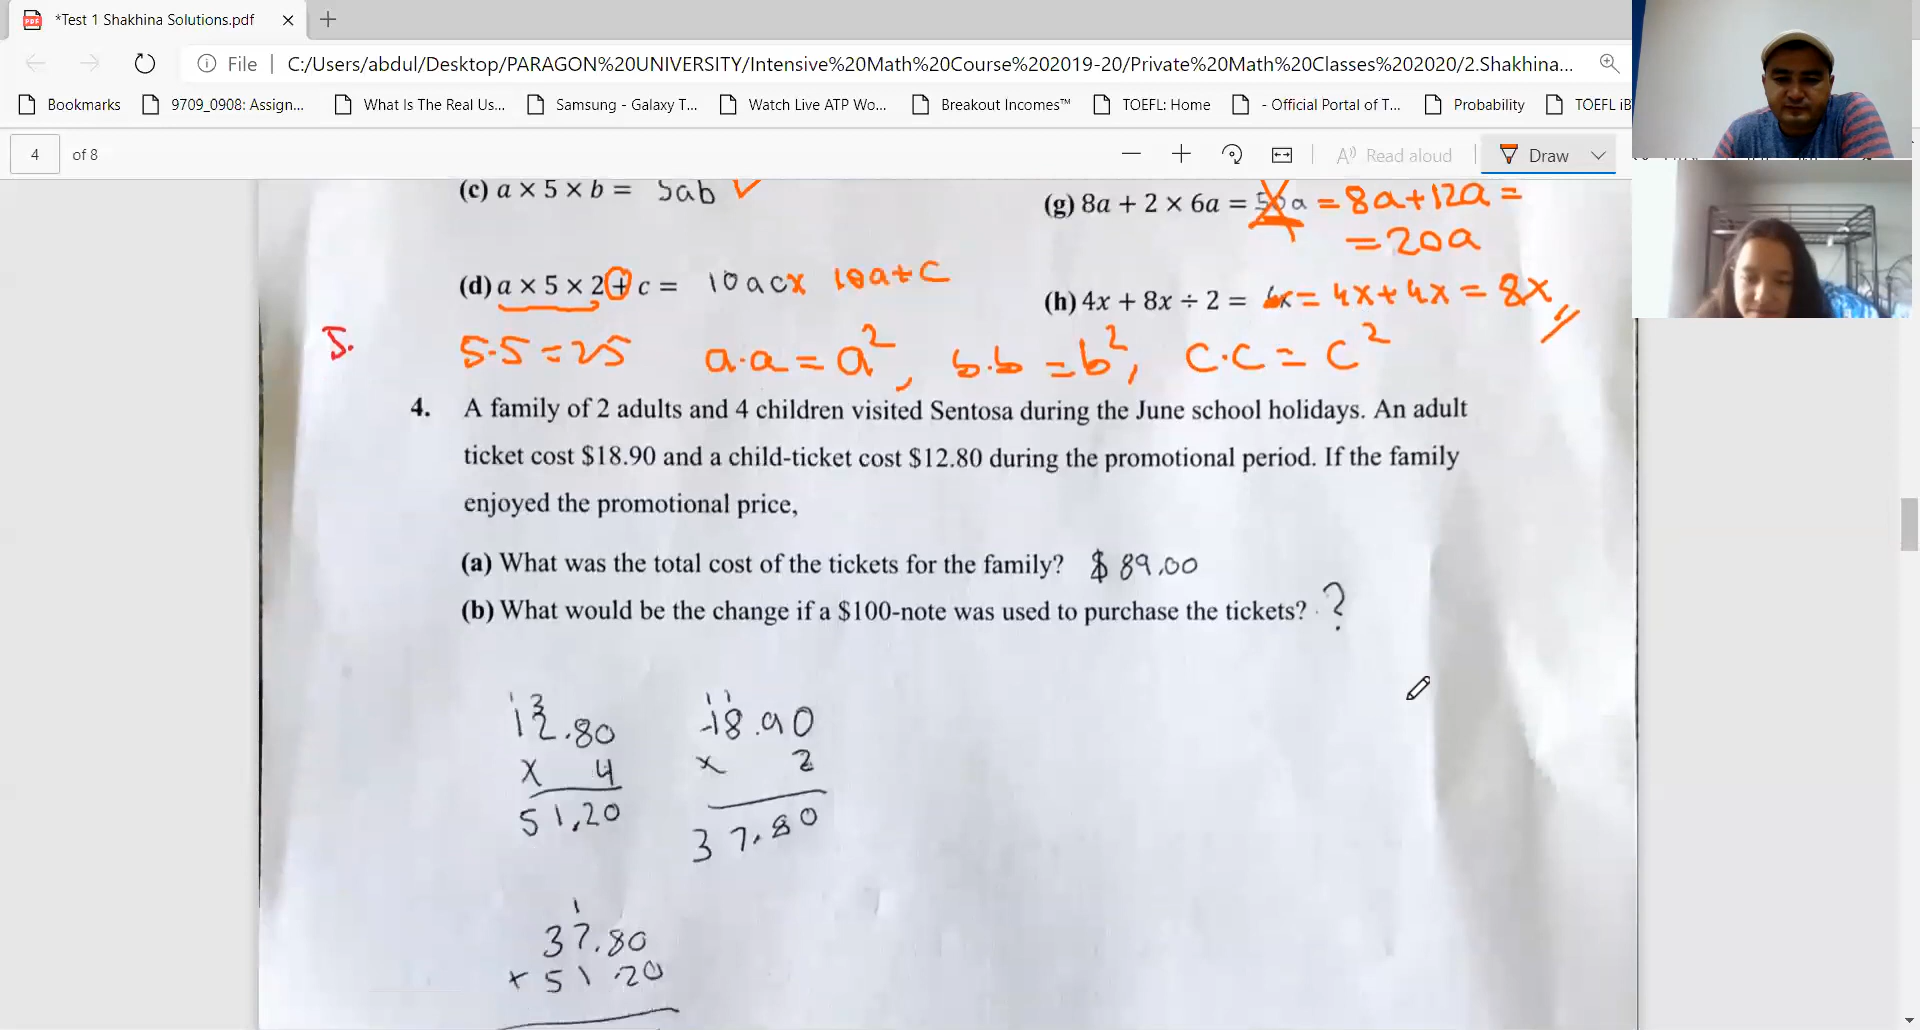 *Test 1 Shakhina Solutions.pdf
File C:/Users/abdul/Desktop/PARAGON%20UNIVERSITY/Intensive%20Math%20Course%202019-20/Private%20Math%20Classes%202020/2.Shakhina...
Bookmarks 9709_0908: Assign... What Is The Real Us... Samsung - Galaxy T... Watch Live ATP Wo... Breakout Incomes™ TOEFL: Home - Official Portal of T... Probability TOEFL iB
4 of 8 Read aloud Draw
(c) a × 5 × b = 5ab ✓
(g) 8a + 2 × 6a = = 8a+12a =
= 20a
(d) a × 5 × 2 + c = 10acx 10a+c
(h) 4x + 8x ÷ 2 = = 4x+4x = 8x
5. 5·5=25 a·a = a², b·b = b², c·c = c²
4. A family of 2 adults and 4 children visited Sentosa during the June school holidays. An adult
ticket cost $18.90 and a child-ticket cost $12.80 during the promotional period. If the family
enjoyed the promotional price,
(a) What was the total cost of the tickets for the family? $ 89.00
(b) What would be the change if a $100-note was used to purchase the tickets? ?
1 3 1 1
12.80 18.90
x 4 x 2
51,20 37.80
1
37.80
+ 51 20